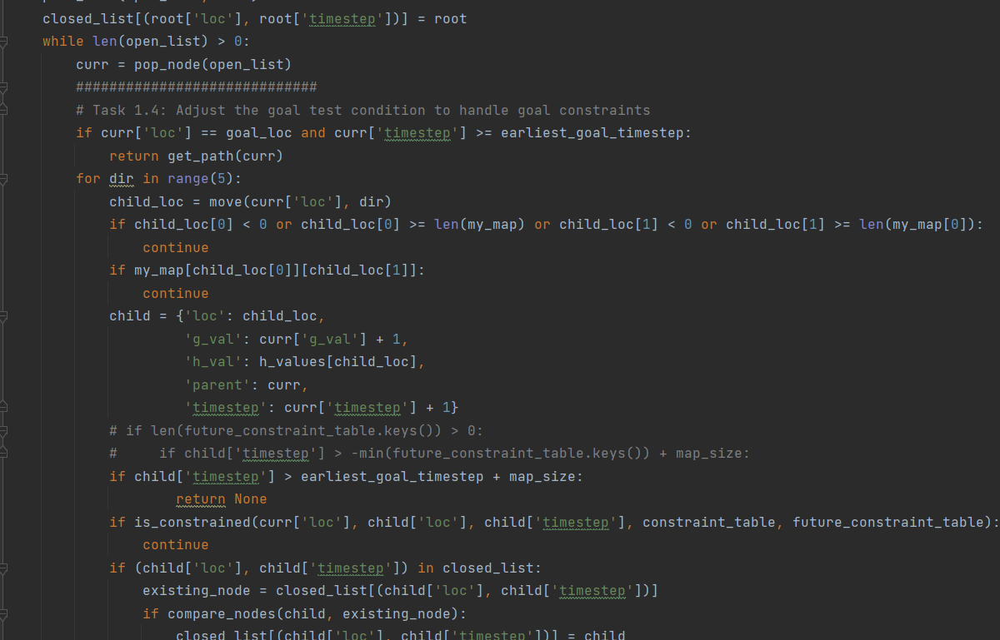 closed_list[(root['loc'], root['timestep'])] = root
while len(open_list) > 0:
    curr = pop_node(open_list)
    #############################
    # Task 1.4: Adjust the goal test condition to handle goal constraints
    if curr['loc'] == goal_loc and curr['timestep'] >= earliest_goal_timestep:
        return get_path(curr)
    for dir in range(5):
        child_loc = move(curr['loc'], dir)
        if child_loc[0] < 0 or child_loc[0] >= len(my_map) or child_loc[1] < 0 or child_loc[1] >= len(my_map[0]):
            continue
        if my_map[child_loc[0]][child_loc[1]]:
            continue
        child = {'loc': child_loc,
                 'g_val': curr['g_val'] + 1,
                 'h_val': h_values[child_loc],
                 'parent': curr,
                 'timestep': curr['timestep'] + 1}
        # if len(future_constraint_table.keys()) > 0:
        #     if child['timestep'] > -min(future_constraint_table.keys()) + map_size:
        if child['timestep'] > earliest_goal_timestep + map_size:
                return None
        if is_constrained(curr['loc'], child['loc'], child['timestep'], constraint_table, future_constraint_table):
            continue
        if (child['loc'], child['timestep']) in closed_list:
            existing_node = closed_list[(child['loc'], child['timestep'])]
            if compare_nodes(child, existing_node):
                closed_list[(child['loc'], child['timestep'])] = child